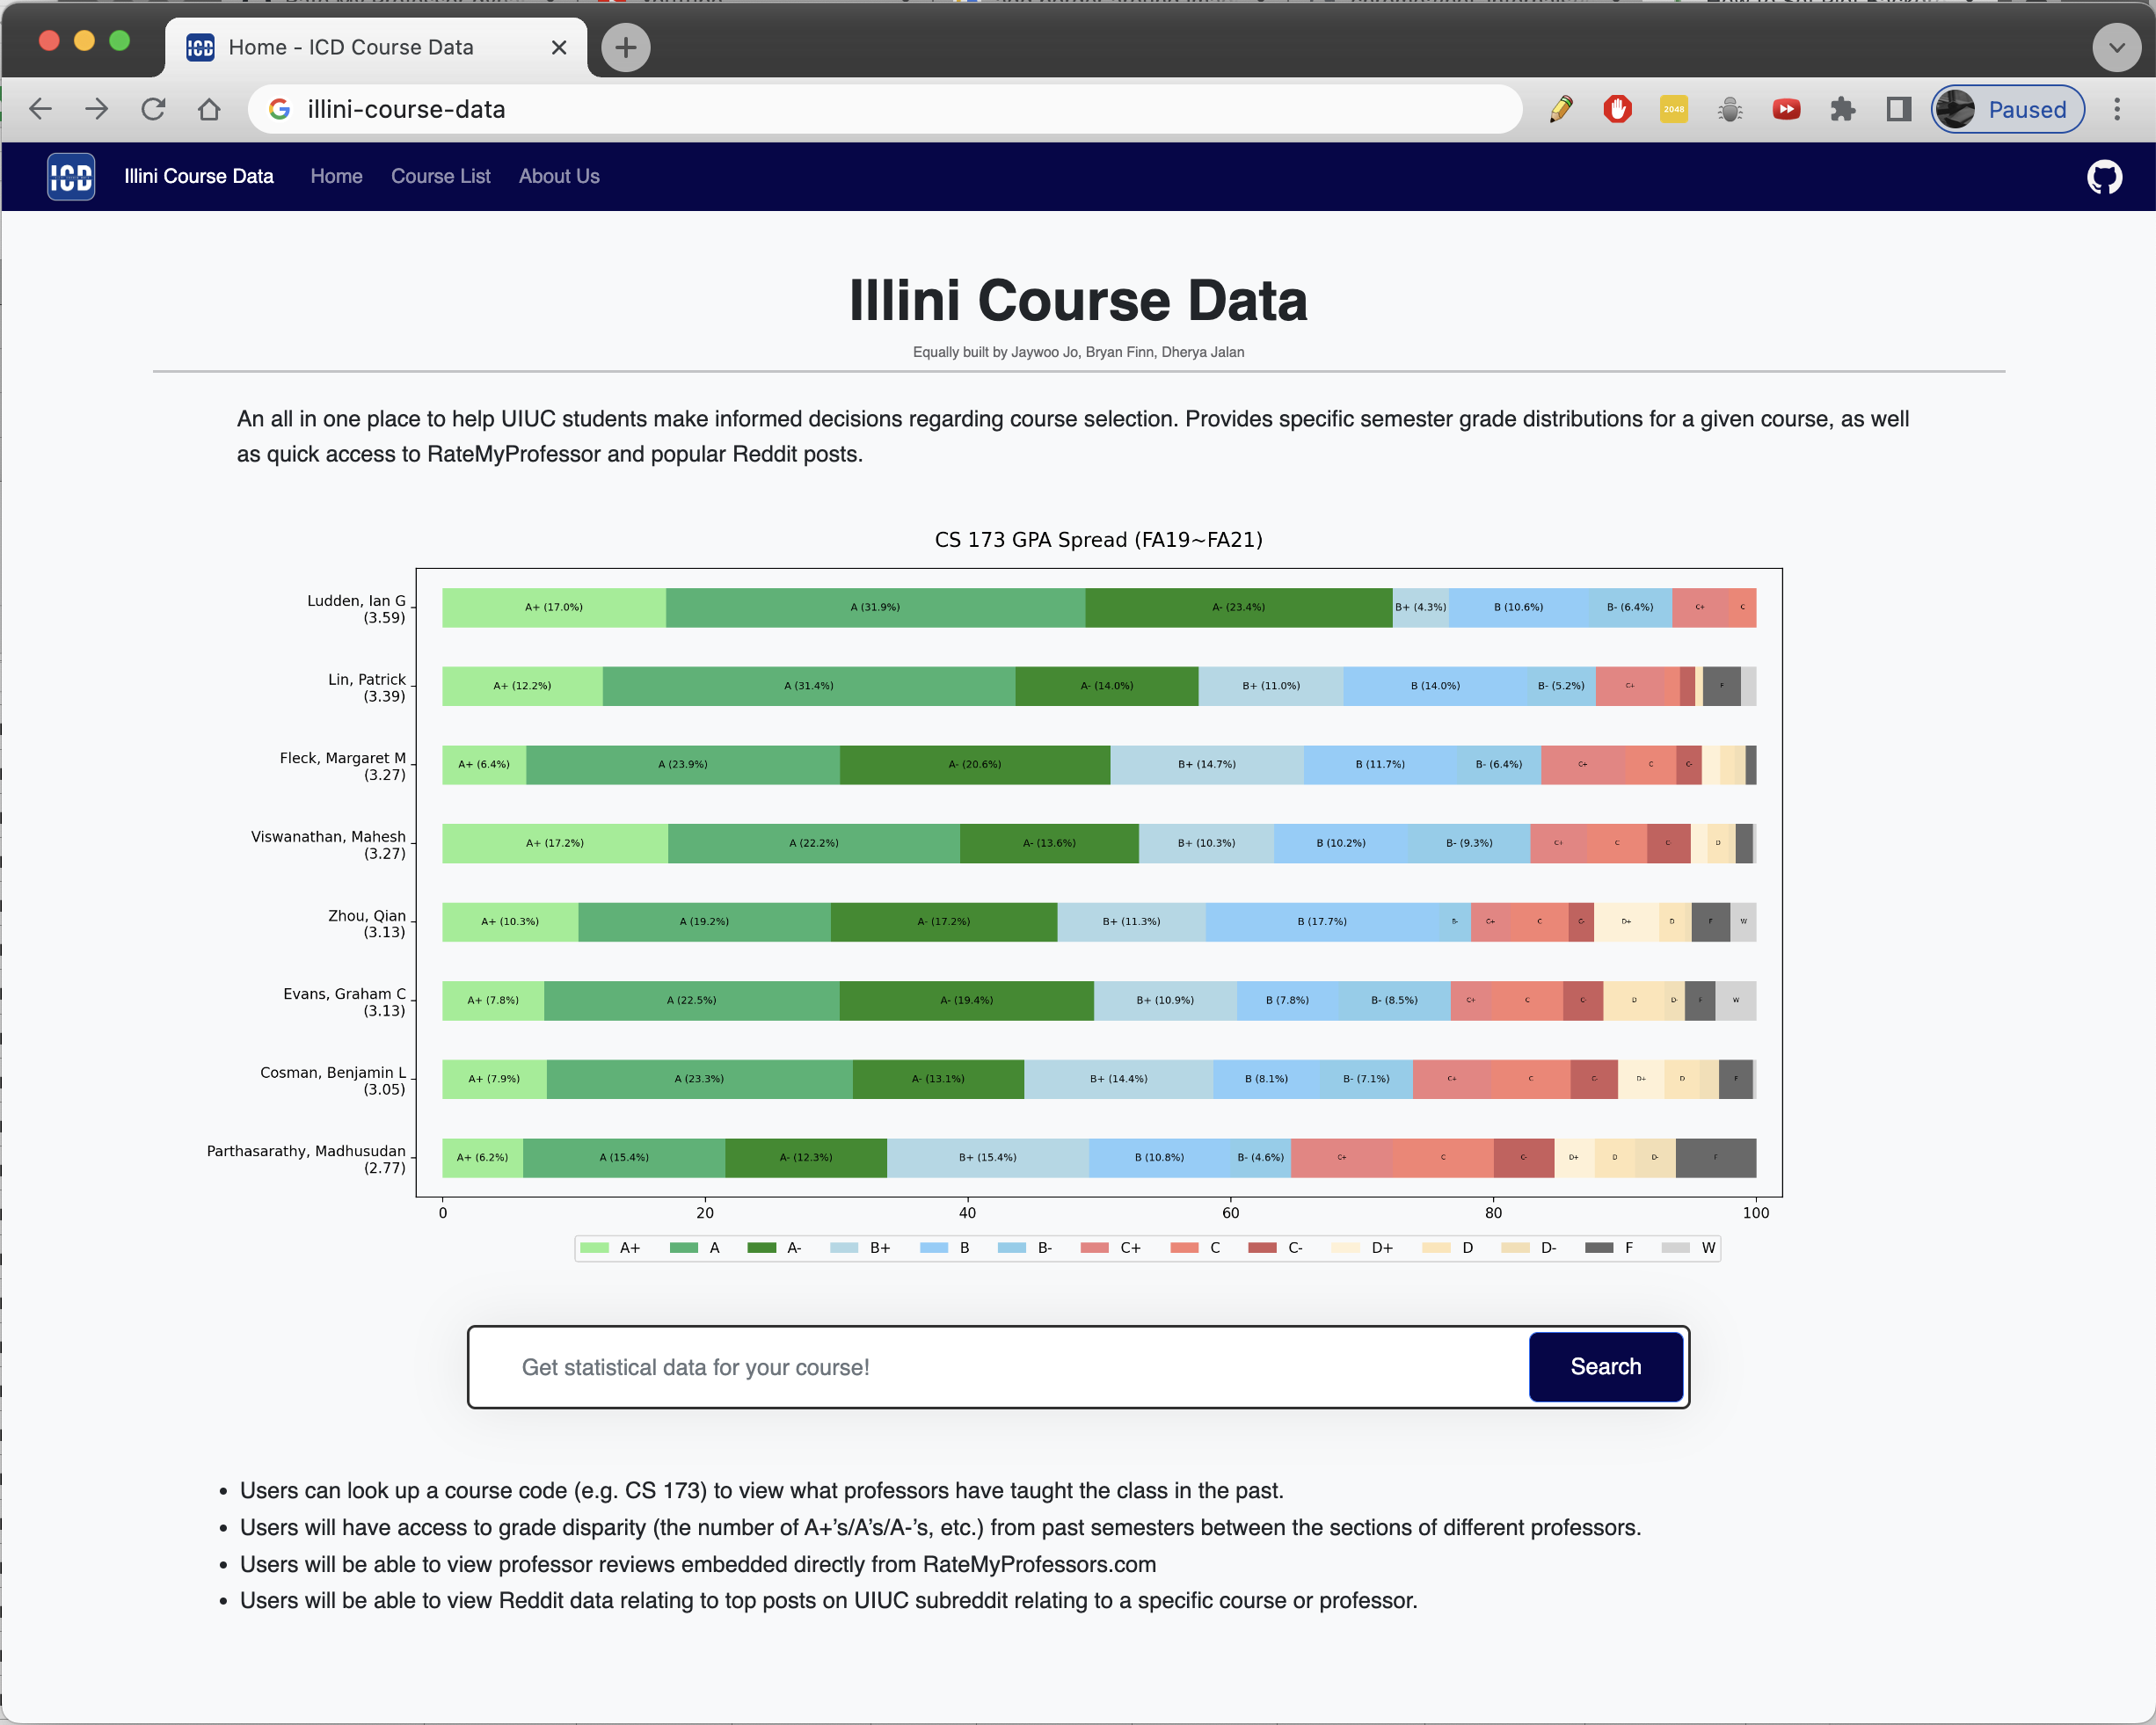 Home - ICD Course Data
illini-course-data
2048
Paused
ICD
Illini Course Data Home Course List About Us
Illini Course Data
Equally built by Jaywoo Jo, Bryan Finn, Dherya Jalan
An all in one place to help UIUC students make informed decisions regarding course selection. Provides specific semester grade distributions for a given course, as well
as quick access to RateMyProfessor and popular Reddit posts.
CS 173 GPA Spread (FA19~FA21)
Ludden, Ian G
(3.59)
A+ (17.0%) A (31.9%) A- (23.4%) B+ (4.3%) B (10.6%) B- (6.4%) C+ C
Lin, Patrick
(3.39)
A+ (12.2%) A (31.4%) A- (14.0%) B+ (11.0%) B (14.0%) B- (5.2%) C+ F
Fleck, Margaret M
(3.27)
A+ (6.4%) A (23.9%) A- (20.6%) B+ (14.7%) B (11.7%) B- (6.4%) C+ C C-
Viswanathan, Mahesh
(3.27)
A+ (17.2%) A (22.2%) A- (13.6%) B+ (10.3%) B (10.2%) B- (9.3%) C+ C C- D
Zhou, Qian
(3.13)
A+ (10.3%) A (19.2%) A- (17.2%) B+ (11.3%) B (17.7%) B- C+ C C- D+ D F W
Evans, Graham C
(3.13)
A+ (7.8%) A (22.5%) A- (19.4%) B+ (10.9%) B (7.8%) B- (8.5%) C+ C C- D D- F W
Cosman, Benjamin L
(3.05)
A+ (7.9%) A (23.3%) A- (13.1%) B+ (14.4%) B (8.1%) B- (7.1%) C+ C C- D+ D F
Parthasarathy, Madhusudan
(2.77)
A+ (6.2%) A (15.4%) A- (12.3%) B+ (15.4%) B (10.8%) B- (4.6%) C+ C C- D+ D D- F
0 20 40 60 80 100
A+ A A- B+ B B- C+ C C- D+ D D- F W
Get statistical data for your course! Search
• Users can look up a course code (e.g. CS 173) to view what professors have taught the class in the past.
• Users will have access to grade disparity (the number of A+’s/A’s/A-’s, etc.) from past semesters between the sections of different professors.
• Users will be able to view professor reviews embedded directly from RateMyProfessors.com
• Users will be able to view Reddit data relating to top posts on UIUC subreddit relating to a specific course or professor.